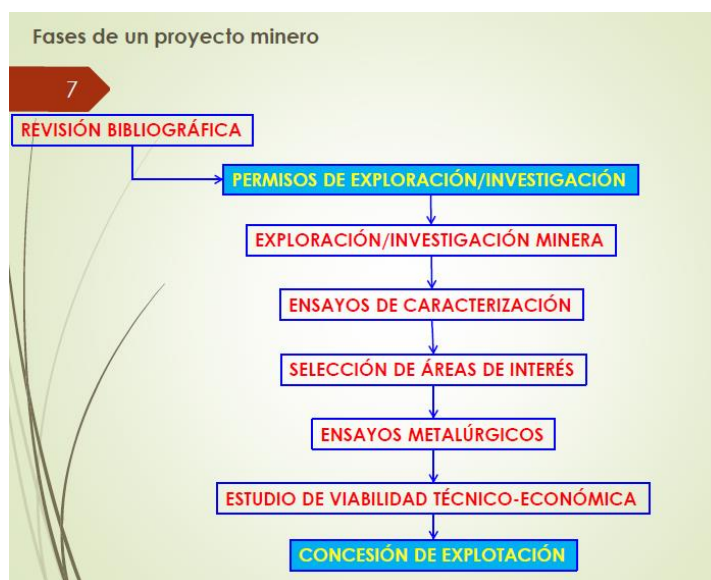 Fases de un proyecto minero
7
REVISIÓN BIBLIOGRÁFICA
PERMISOS DE EXPLORACIÓN/INVESTIGACIÓN
EXPLORACIÓN/INVESTIGACIÓN MINERA
ENSAYOS DE CARACTERIZACIÓN
SELECCIÓN DE ÁREAS DE INTERÉS
ENSAYOS METALÚRGICOS
ESTUDIO DE VIABILIDAD TÉCNICO-ECONÓMICA
CONCESIÓN DE EXPLOTACIÓN